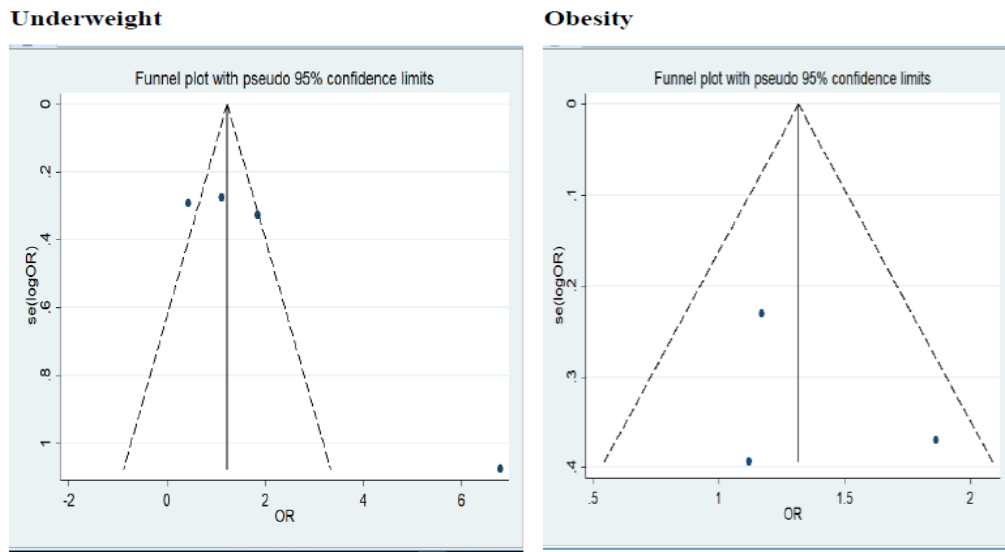 Underweight
Funnel plot with pseudo 95% confidence limits
se(logOR)
0
.2
.4
.6
.8
1
-2
0
2
4
6
OR
Obesity
Funnel plot with pseudo 95% confidence limits
se(logOR)
0
.1
.2
.3
.4
.5
1
1.5
2
OR